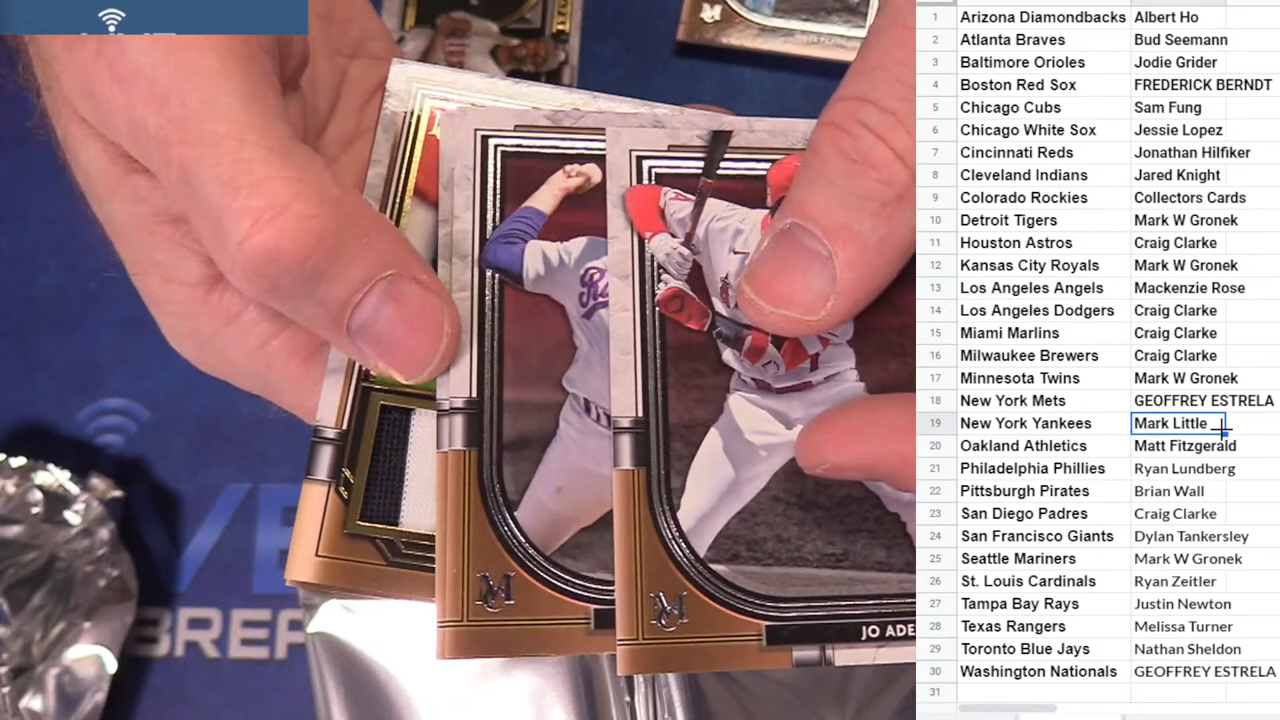 VE
BREA
M
JO ADE
1 Arizona Diamondbacks Albert Ho
2 Atlanta Braves Bud Seemann
3 Baltimore Orioles Jodie Grider
4 Boston Red Sox FREDERICK BERNDT
5 Chicago Cubs Sam Fung
6 Chicago White Sox Jessie Lopez
7 Cincinnati Reds Jonathan Hilfiker
8 Cleveland Indians Jared Knight
9 Colorado Rockies Collectors Cards
10 Detroit Tigers Mark W Gronek
11 Houston Astros Craig Clarke
12 Kansas City Royals Mark W Gronek
13 Los Angeles Angels Mackenzie Rose
14 Los Angeles Dodgers Craig Clarke
15 Miami Marlins Craig Clarke
16 Milwaukee Brewers Craig Clarke
17 Minnesota Twins Mark W Gronek
18 New York Mets GEOFFREY ESTRELA
19 New York Yankees Mark Little
20 Oakland Athletics Matt Fitzgerald
21 Philadelphia Phillies Ryan Lundberg
22 Pittsburgh Pirates Brian Wall
23 San Diego Padres Craig Clarke
24 San Francisco Giants Dylan Tankersley
25 Seattle Mariners Mark W Gronek
26 St. Louis Cardinals Ryan Zeitler
27 Tampa Bay Rays Justin Newton
28 Texas Rangers Melissa Turner
29 Toronto Blue Jays Nathan Sheldon
30 Washington Nationals GEOFFREY ESTRELA
31